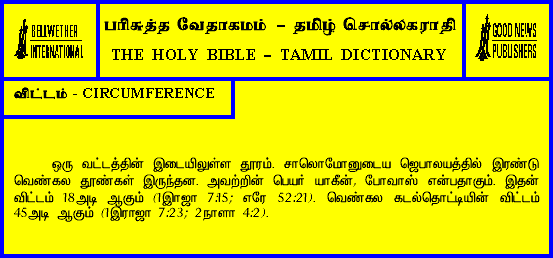 BELLWETHER
INTERNATIONAL
பரிசுத்த வேதாகமம் – தமிழ் சொல்லகராதி
THE HOLY BIBLE – TAMIL DICTIONARY
GOOD NEWS
PUBLISHERS
விட்டம் - CIRCUMFERENCE
ஒரு வட்டத்தின் இடையிலுள்ள தூரம். சாலொமோனுடைய ஜெபாலயத்தில் இரண்டு
வெண்கல தூண்கள் இருந்தன. அவற்றின் பெயர் யாகீன், போவாஸ் என்பதாகும். இதன்
விட்டம் 18அடி ஆகும் (1இராஜா 7:15; எரே 52:21). வெண்கல கடல்தொட்டியின் விட்டம்
45அடி ஆகும் (1இராஜா 7:23; 2நாளா 4:2).